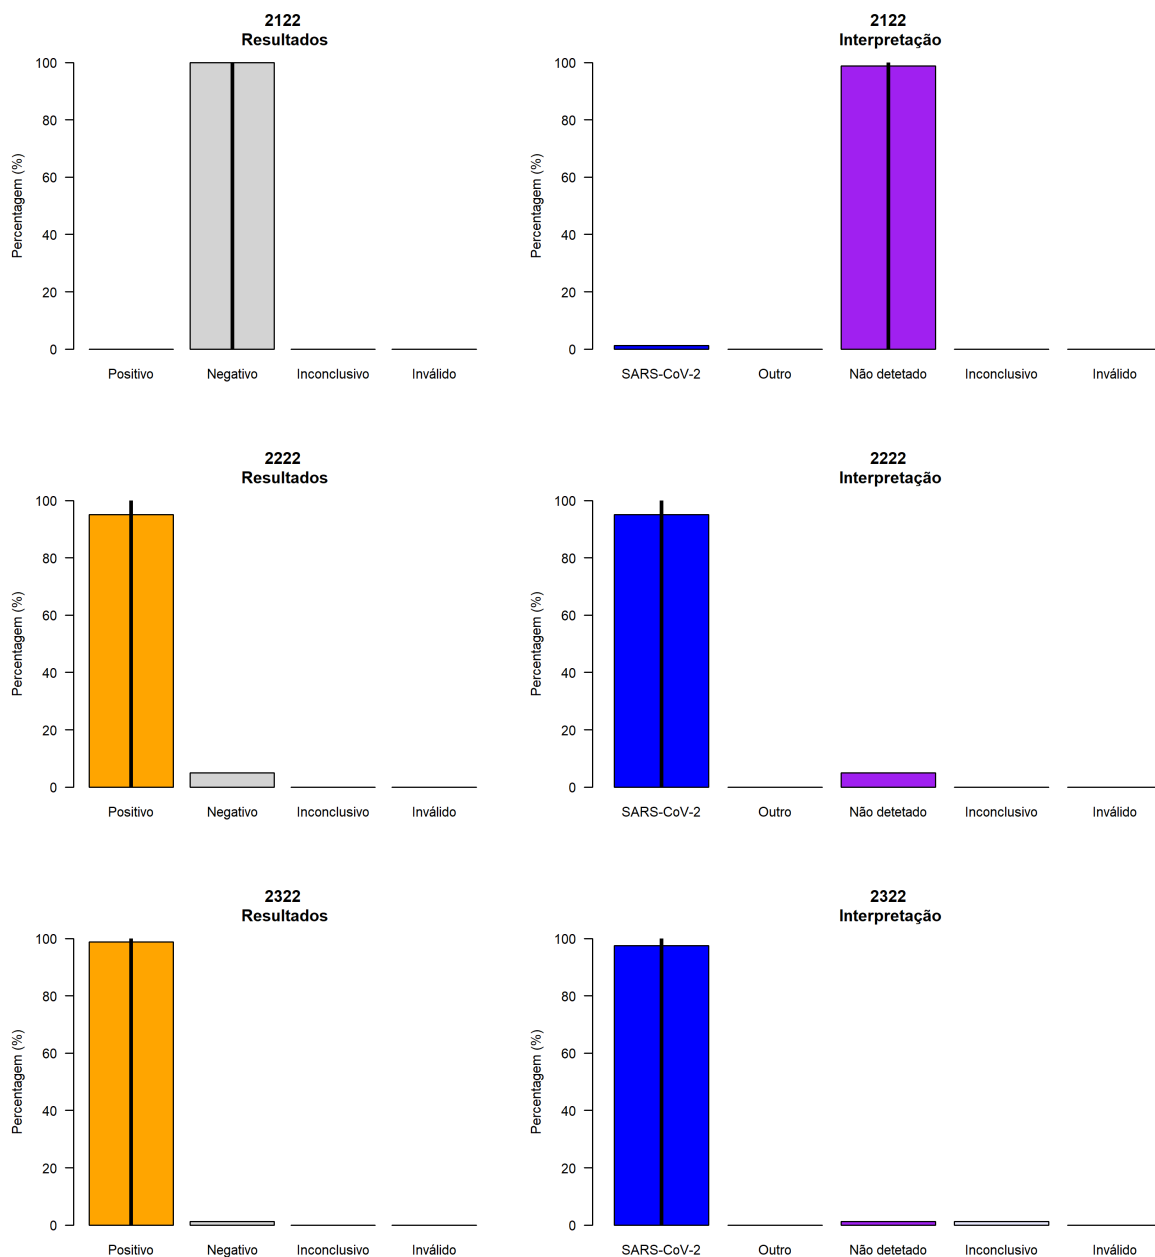 2122
Resultados
Percentagem (%)
100
80
60
40
20
0
Positivo Negativo Inconclusivo Inválido
2122
Interpretação
Percentagem (%)
100
80
60
40
20
0
SARS-CoV-2 Outro Não detetado Inconclusivo Inválido
2222
Resultados
Percentagem (%)
100
80
60
40
20
0
Positivo Negativo Inconclusivo Inválido
2222
Interpretação
Percentagem (%)
100
80
60
40
20
0
SARS-CoV-2 Outro Não detetado Inconclusivo Inválido
2322
Resultados
Percentagem (%)
100
80
60
40
20
0
Positivo Negativo Inconclusivo Inválido
2322
Interpretação
Percentagem (%)
100
80
60
40
20
0
SARS-CoV-2 Outro Não detetado Inconclusivo Inválido